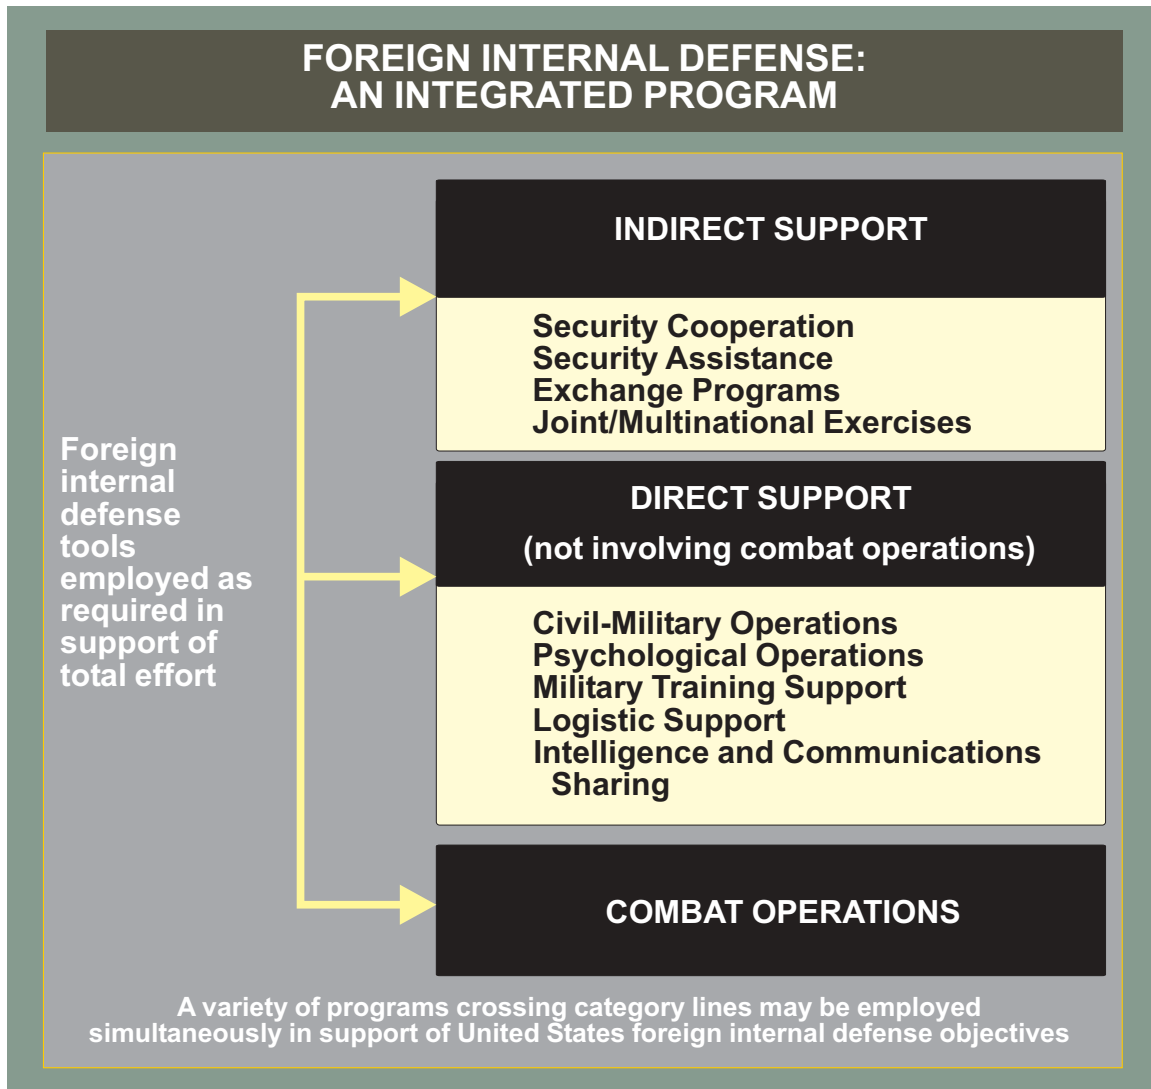 FOREIGN INTERNAL DEFENSE:
AN INTEGRATED PROGRAM
Foreign
internal
defense
tools
employed as
required in
support of
total effort
INDIRECT SUPPORT
Security Cooperation
Security Assistance
Exchange Programs
Joint/Multinational Exercises
DIRECT SUPPORT
(not involving combat operations)
Civil-Military Operations
Psychological Operations
Military Training Support
Logistic Support
Intelligence and Communications
Sharing
COMBAT OPERATIONS
A variety of programs crossing category lines may be employed
simultaneously in support of United States foreign internal defense objectives